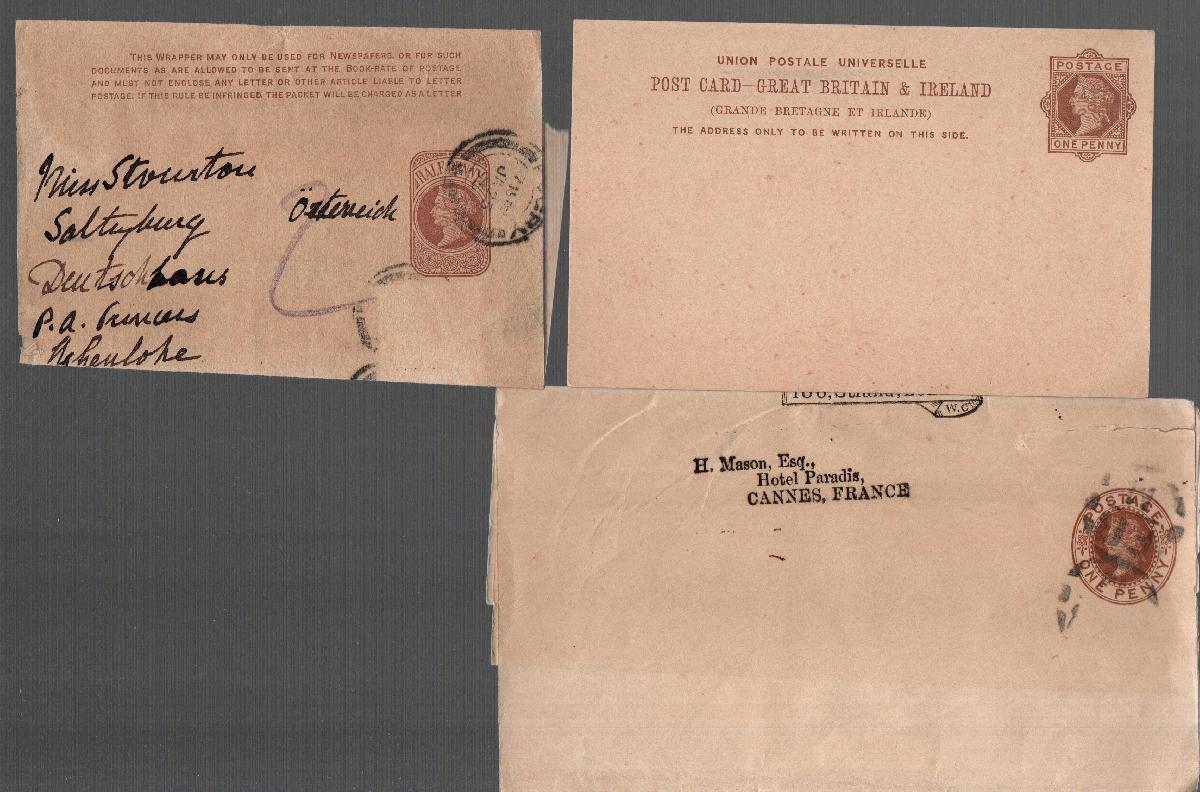 THIS WRAPPER MAY ONLY BE USED FOR NEWSPAPERS, OR FOR SUCH
DOCUMENTS AS ARE ALLOWED TO BE SENT AT THE BOOK-RATE OF POSTAGE
AND MUST NOT ENCLOSE ANY LETTER OR OTHER ARTICLE LIABLE TO LETTER
POSTAGE. IF THIS RULE BE INFRINGED, THE PACKET WILL BE CHARGED AS A LETTER
HALFPENNY
Miss Stourton
Österreich
Saltzburg
Deutschhaus
P.A. Princess
UNION POSTALE UNIVERSELLE
POST CARD-GREAT BRITAIN & IRELAND
(GRANDE BRETAGNE ET IRLANDE)
THE ADDRESS ONLY TO BE WRITTEN ON THIS SIDE.
POSTAGE
ONE PENNY
186, Strand,
W.C.
H. Mason, Esq.,
Hotel Paradis,
CANNES, FRANCE
POSTAGE
ONE PENNY